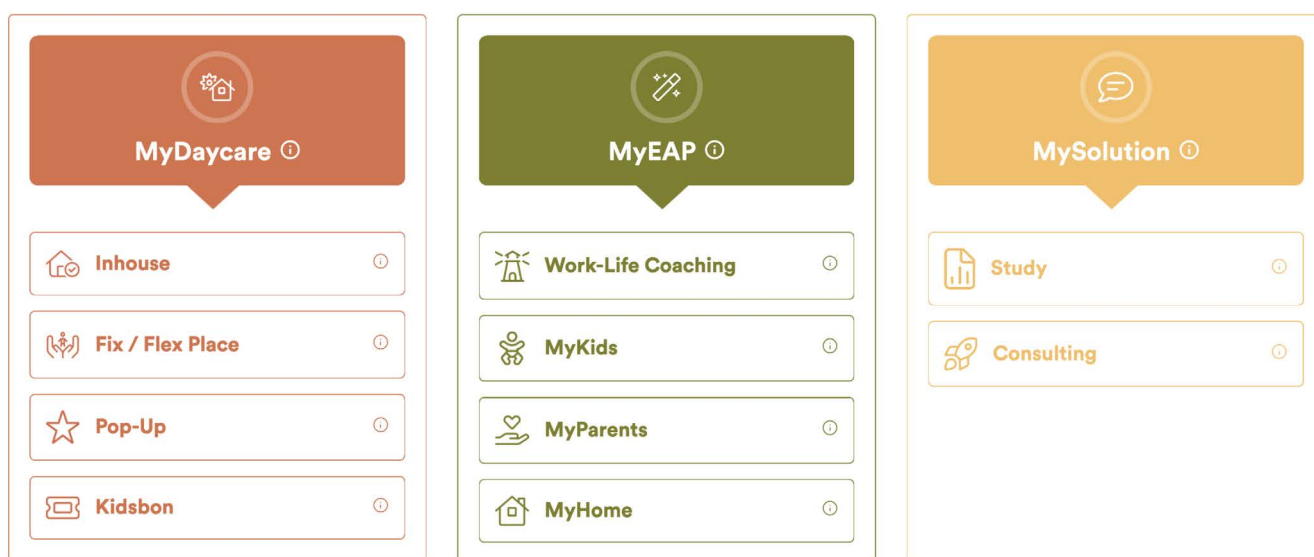 MyDaycare
Inhouse
Fix / Flex Place
Pop-Up
Kidsbon
MyEAP
Work-Life Coaching
MyKids
MyParents
MyHome
MySolution
Study
Consulting